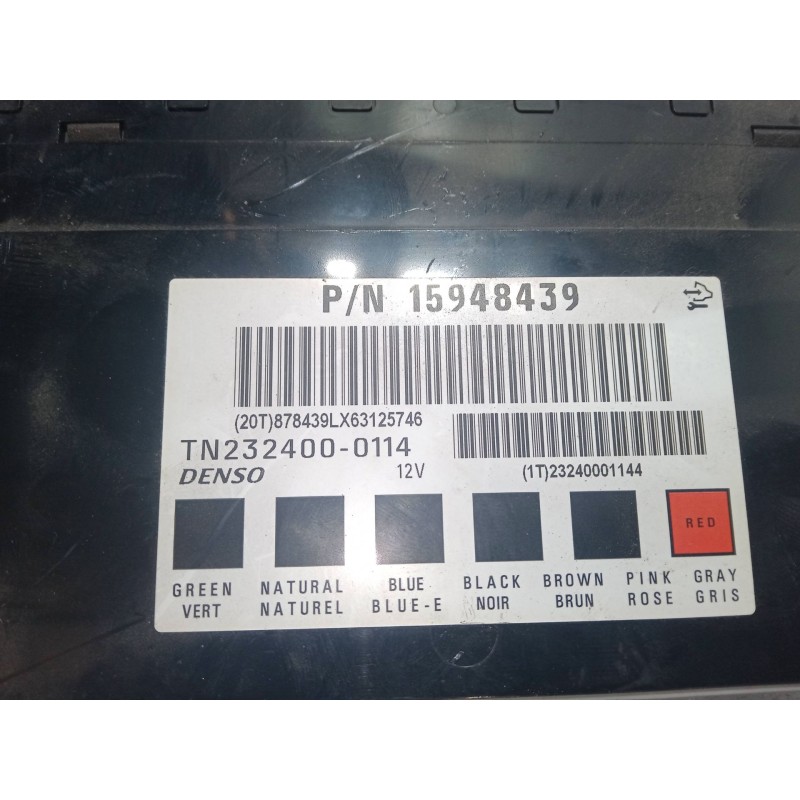 P/N 15948439
(20T)878439LX63125746
TN232400-0114
DENSO 12V
(1T)23240001144
RED
GREEN NATURAL BLUE BLACK BROWN PINK GRAY
VERT NATUREL BLUE-E NOIR BRUN ROSE GRIS